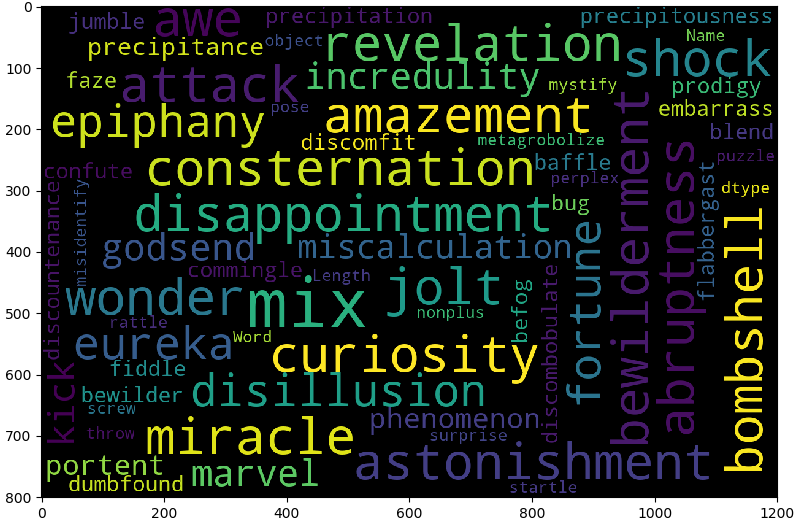 0
jumble
awe
precipitation
precipitousness
precipitance
object
revelation
Name
shock
100
faze
attack
incredulity
mystify
prodigy
pose
epiphany
amazement
embarrass
200
discomfit
metagrobolize
blend
confute
consternation
baffle
puzzle
perplex
dtype
300
discountenance
misidentify
disappointment
bug
bewilderment
abruptness
flabbergast
bombshell
godsend
miscalculation
fortune
400
commingle
Length
wonder
mix
jolt
befog
nonplus
500
rattle
eureka
Word
curiosity
discombobulate
fiddle
600
kick
bewilder
disillusion
screw
phenomenon
throw
miracle
surprise
700
portent
marvel
astonishment
dumbfound
startle
800
0 200 400 600 800 1000 1200